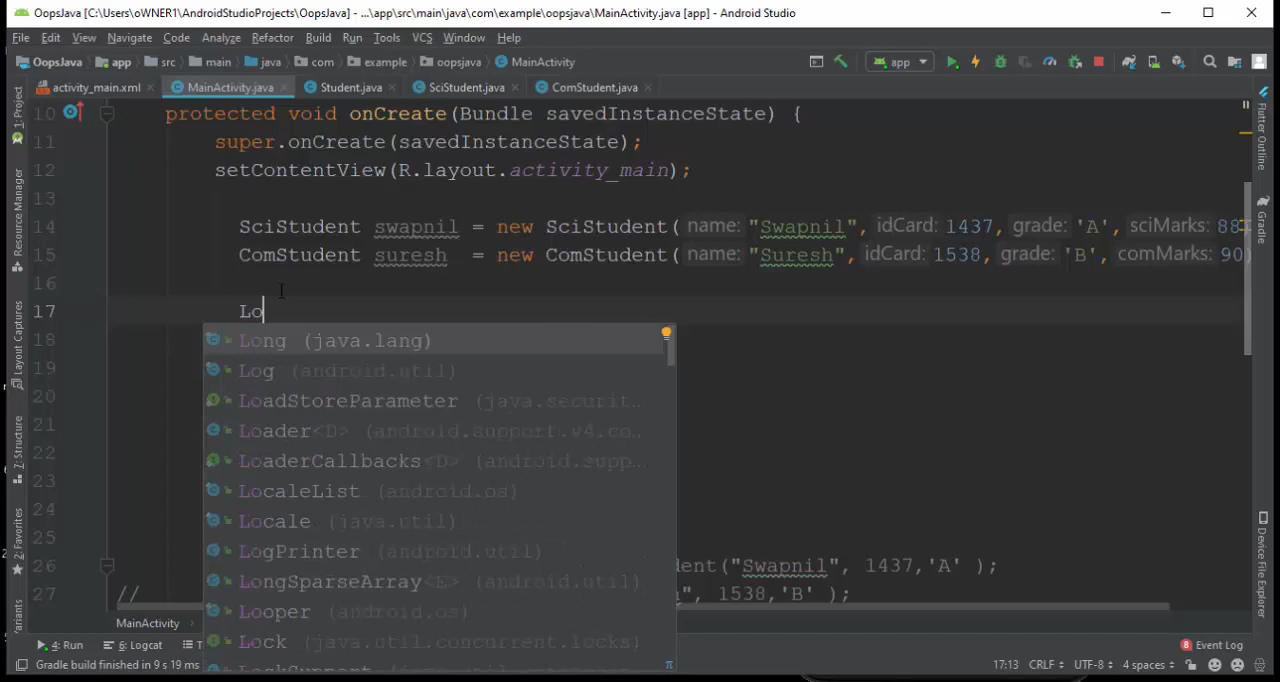 OopsJava [C:\Users\oWNER1\AndroidStudioProjects\OopsJava] - ...\app\src\main\java\com\example\oopsjava\MainActivity.java [app] - Android Studio
File Edit View Navigate Code Analyze Refactor Build Run Tools VCS Window Help
OopsJava app src main java com example oopsjava MainActivity app
activity_main.xml MainActivity.java Student.java SciStudent.java ComStudent.java
1: Project
Resource Manager
Layout Captures
7: Structure
2: Favorites
Flutter Outline
Gradle
Device File Explorer
10 protected void onCreate(Bundle savedInstanceState) {
11 super.onCreate(savedInstanceState);
12 setContentView(R.layout.activity_main);
13
14 SciStudent swapnil = new SciStudent( name: "Swapnil", idCard: 1437, grade: 'A', sciMarks: 88
15 ComStudent suresh = new ComStudent( name: "Suresh", idCard: 1538, grade: 'B', comMarks: 90)
16
17 Lo
18 Long (java.lang)
19 Log (android.util)
20 LoadStoreParameter (java.securit...
21 Loader<D> (android.support.v4.co...
22 LoaderCallbacks<D> (android.supp...
23 LocaleList (android.os)
24 Locale (java.util)
25 LogPrinter (android.util)
26 dent("Swapnil", 1437,'A' );
LongSparseArray<E> (android.util)
27 // 1538,'B' );
Looper (android.os)
Lock (java.util.concurrent.locks)
LockSupport
MainActivity
4: Run 6: Logcat 8 Event Log
Gradle build finished in 9 s 19 ms 17:13 CRLF UTF-8 4 spaces